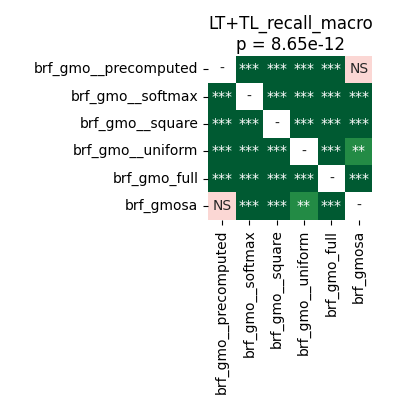 LT+TL_recall_macro
p = 8.65e-12
brf_gmo__precomputed - *** *** *** *** NS
brf_gmo__softmax *** - *** *** *** ***
brf_gmo__square *** *** - *** *** ***
brf_gmo__uniform *** *** *** - *** **
brf_gmo_full *** *** *** *** - ***
brf_gmosa NS *** *** ** *** -
brf_gmo__precomputed
brf_gmo__softmax
brf_gmo__square
brf_gmo__uniform
brf_gmo_full
brf_gmosa